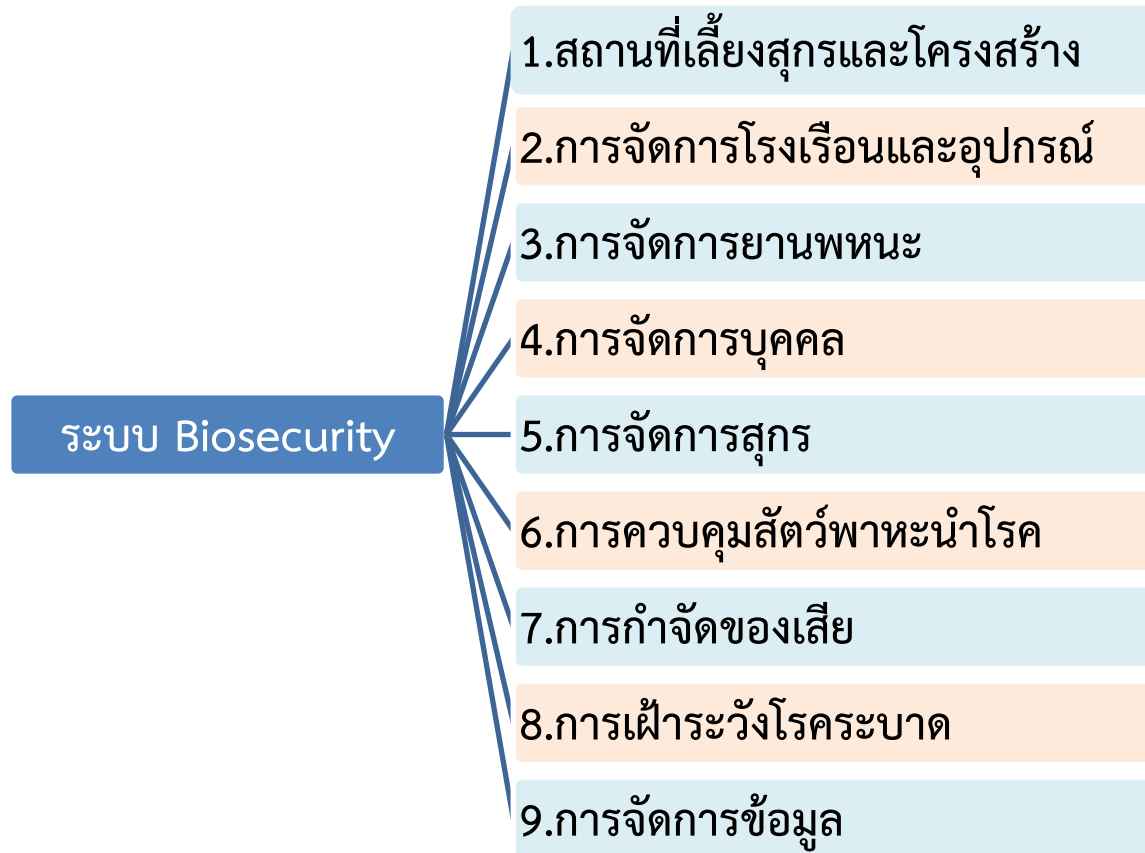 1.สถานที่เลี้ยงสุกรและโครงสร้าง
2.การจัดการโรงเรือนและอุปกรณ์
3.การจัดการยานพหนะ
4.การจัดการบุคคล
ระบบ Biosecurity
5.การจัดการสุกร
6.การควบคุมสัตว์พาหะนำโรค
7.การกำจัดของเสีย
8.การเฝ้าระวังโรคระบาด
9.การจัดการข้อมูล